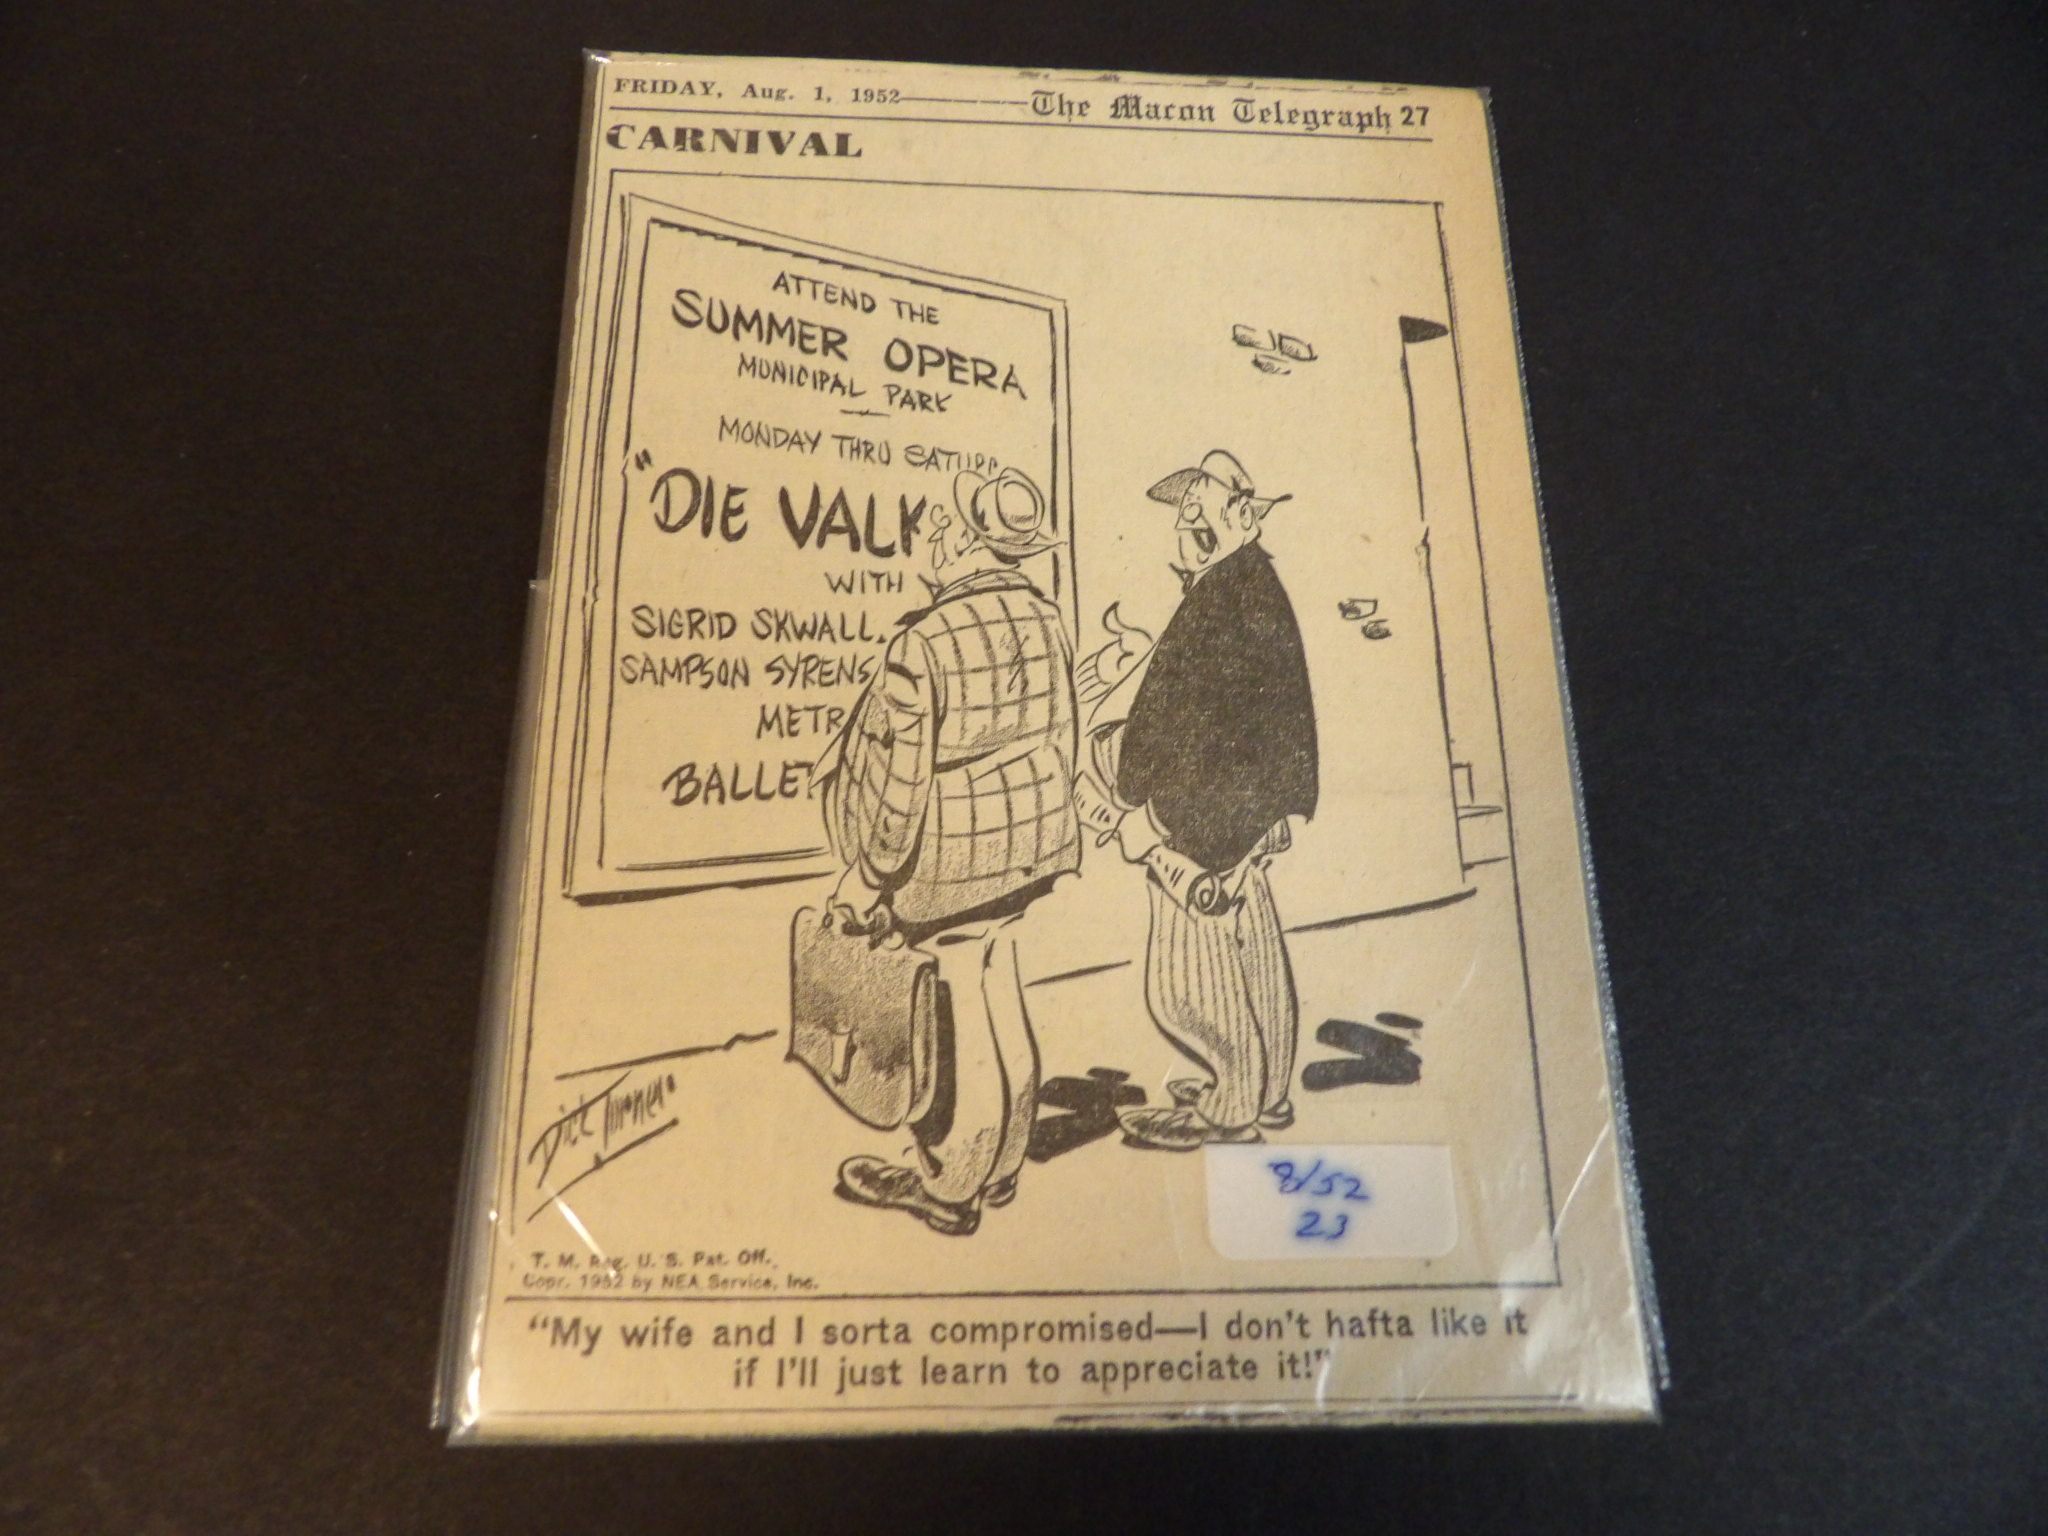 FRIDAY, Aug. 1, 1952 The Macon Telegraph 27
CARNIVAL
ATTEND THE
SUMMER OPERA
MUNICIPAL PARK
MONDAY THRU SATURD
"DIE VALK
WITH
SIGRID SKWALL.
SAMPSON SYRENS
METR
BALLET
Dick Turner
8/52
23
T. M. Reg. U. S. Pat. Off.
Copr. 1952 by NEA Service, Inc.
"My wife and I sorta compromised—I don't hafta like it
if I'll just learn to appreciate it!"